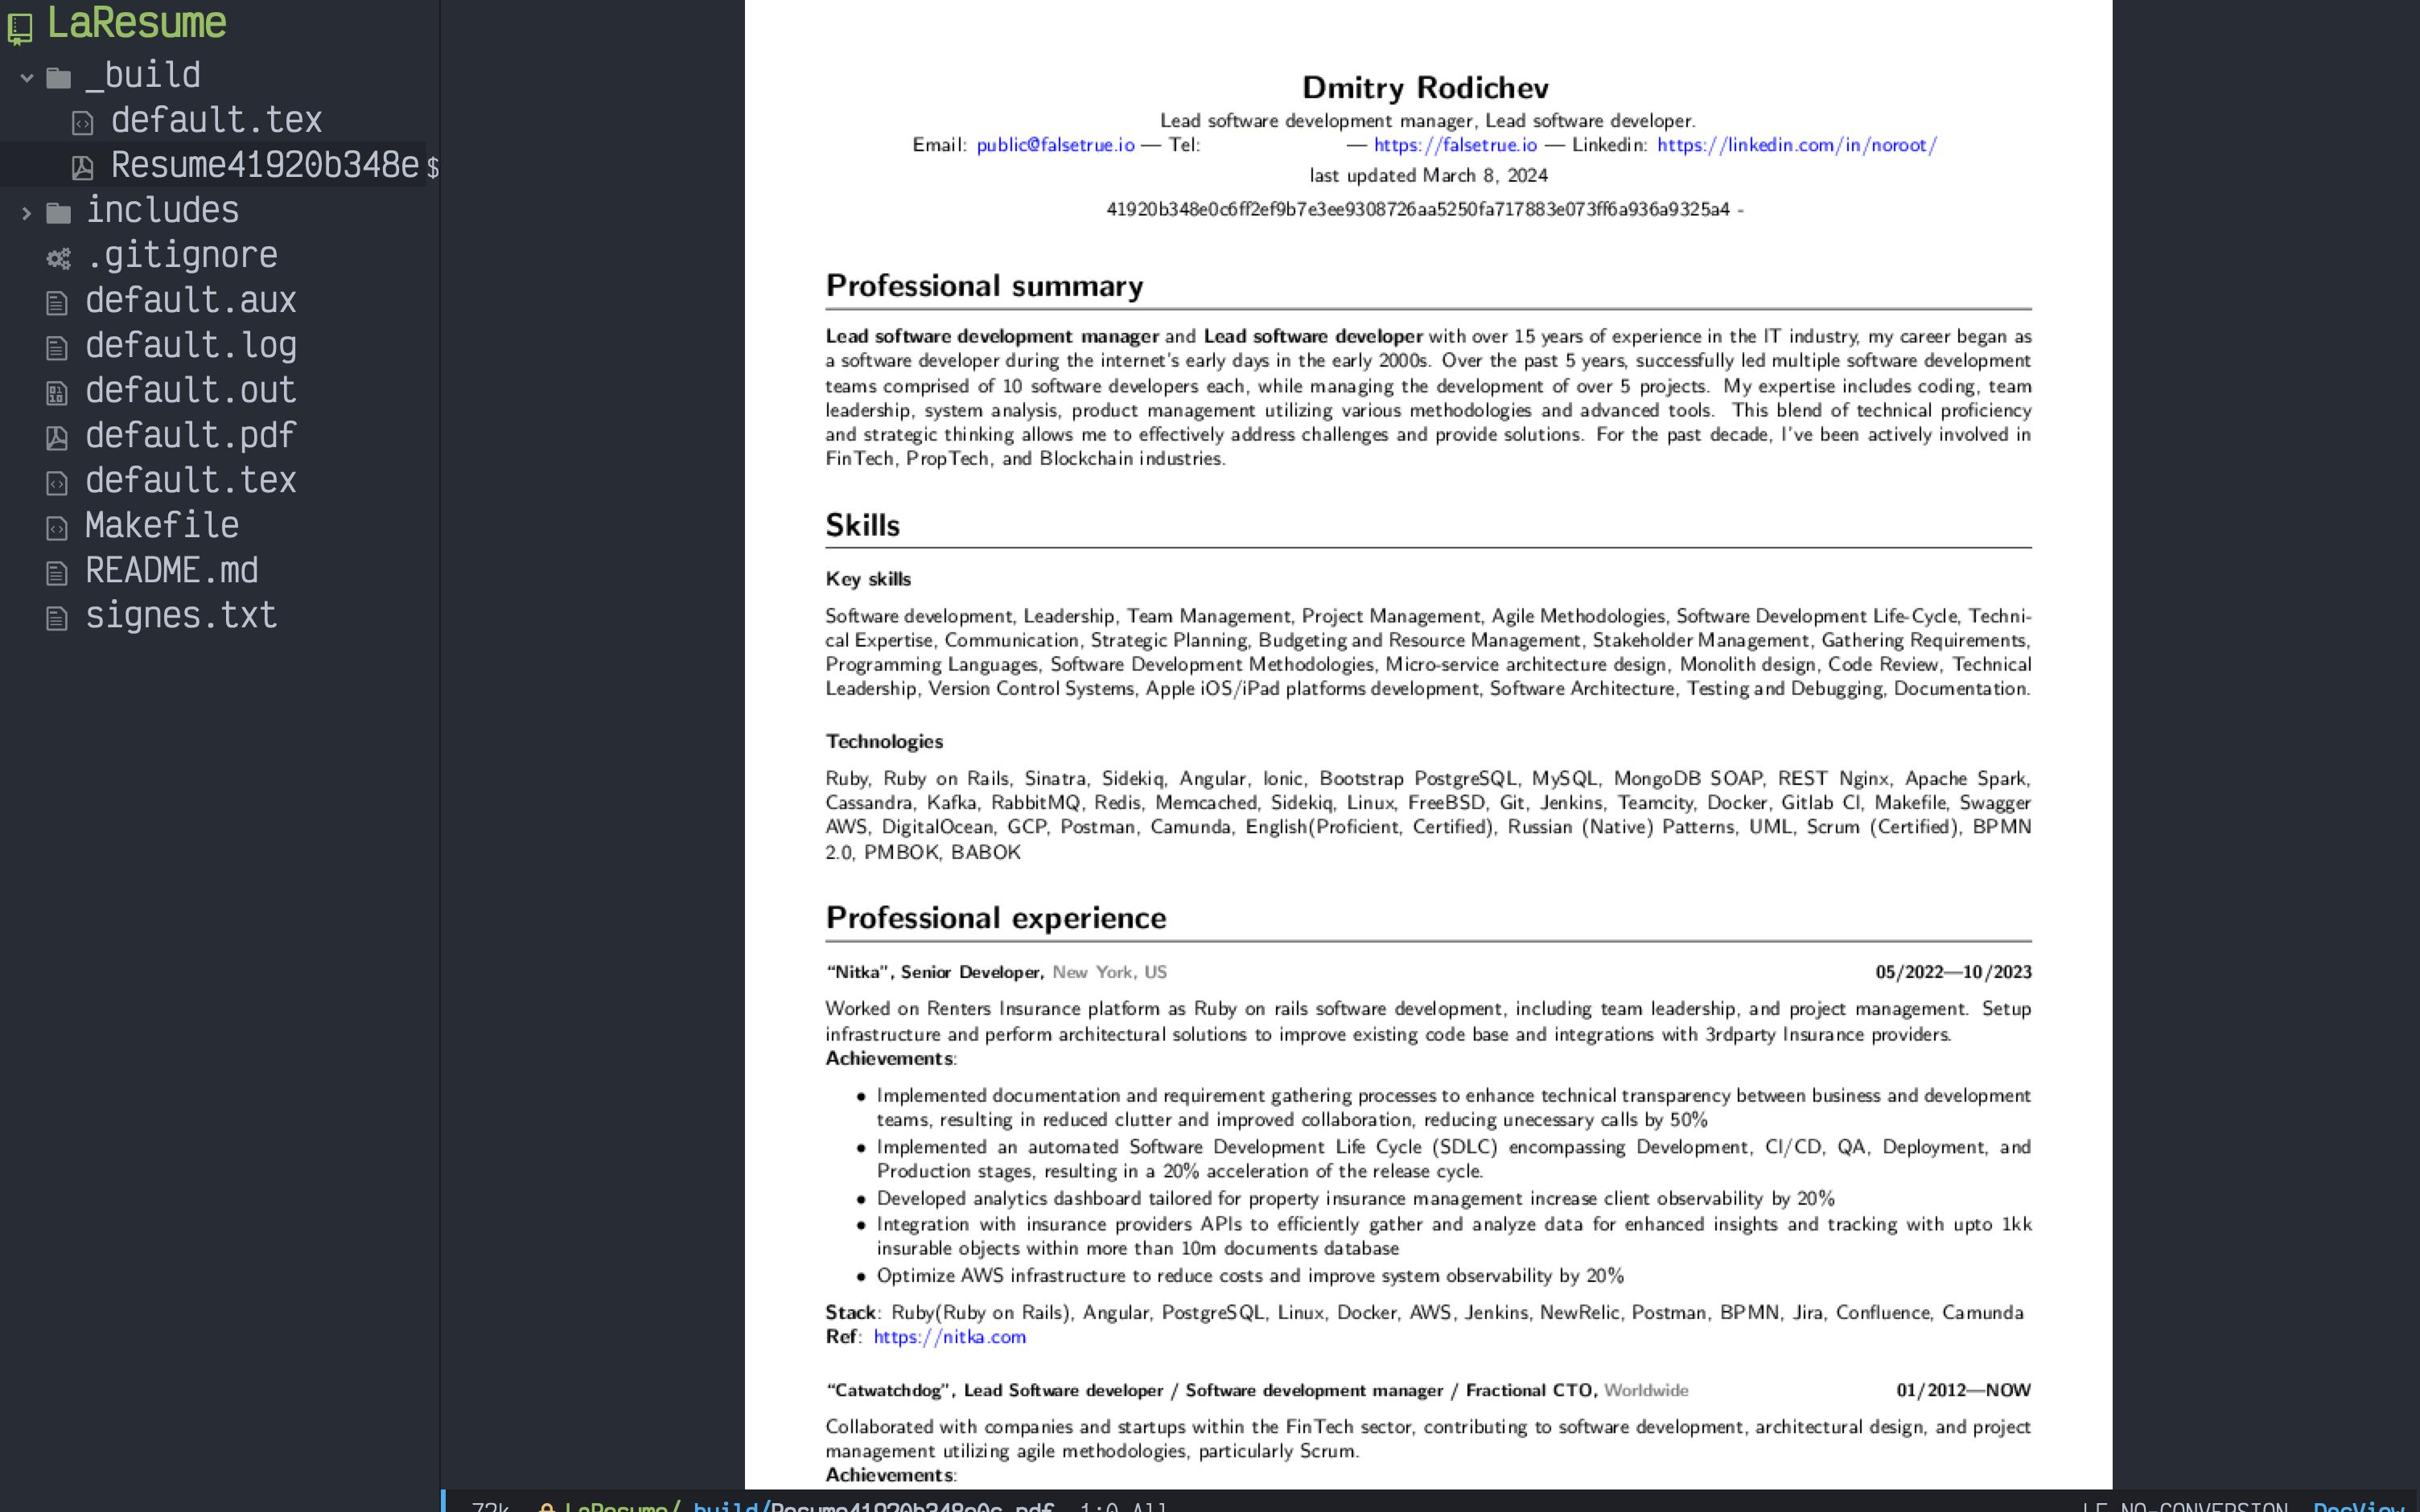 LaResume
_build
default.tex
Resume41920b348e$
includes
.gitignore
default.aux
default.log
default.out
default.pdf
default.tex
Makefile
README.md
signes.txt
Dmitry Rodichev
Lead software development manager, Lead software developer.
Email: public@falsetrue.io — Tel: — https://falsetrue.io — Linkedin: https://linkedin.com/in/noroot/
last updated March 8, 2024
41920b348e0c6ff2ef9b7e3ee9308726aa5250fa717883e073ff6a936a9325a4 -
Professional summary
Lead software development manager and Lead software developer with over 15 years of experience in the IT industry, my career began as
a software developer during the internet's early days in the early 2000s. Over the past 5 years, successfully led multiple software development
teams comprised of 10 software developers each, while managing the development of over 5 projects. My expertise includes coding, team
leadership, system analysis, product management utilizing various methodologies and advanced tools. This blend of technical proficiency
and strategic thinking allows me to effectively address challenges and provide solutions. For the past decade, I've been actively involved in
FinTech, PropTech, and Blockchain industries.
Skills
Key skills
Software development, Leadership, Team Management, Project Management, Agile Methodologies, Software Development Life-Cycle, Techni-
cal Expertise, Communication, Strategic Planning, Budgeting and Resource Management, Stakeholder Management, Gathering Requirements,
Programming Languages, Software Development Methodologies, Micro-service architecture design, Monolith design, Code Review, Technical
Leadership, Version Control Systems, Apple iOS/iPad platforms development, Software Architecture, Testing and Debugging, Documentation.
Technologies
Ruby, Ruby on Rails, Sinatra, Sidekiq, Angular, Ionic, Bootstrap PostgreSQL, MySQL, MongoDB SOAP, REST Nginx, Apache Spark,
Cassandra, Kafka, RabbitMQ, Redis, Memcached, Sidekiq, Linux, FreeBSD, Git, Jenkins, Teamcity, Docker, Gitlab CI, Makefile, Swagger
AWS, DigitalOcean, GCP, Postman, Camunda, English(Proficient, Certified), Russian (Native) Patterns, UML, Scrum (Certified), BPMN
2.0, PMBOK, BABOK
Professional experience
“Nitka”, Senior Developer, New York, US 05/2022—10/2023
Worked on Renters Insurance platform as Ruby on rails software development, including team leadership, and project management. Setup
infrastructure and perform architectural solutions to improve existing code base and integrations with 3rdparty Insurance providers.
Achievements:
• Implemented documentation and requirement gathering processes to enhance technical transparency between business and development
teams, resulting in reduced clutter and improved collaboration, reducing unecessary calls by 50%
• Implemented an automated Software Development Life Cycle (SDLC) encompassing Development, CI/CD, QA, Deployment, and
Production stages, resulting in a 20% acceleration of the release cycle.
• Developed analytics dashboard tailored for property insurance management increase client observability by 20%
• Integration with insurance providers APIs to efficiently gather and analyze data for enhanced insights and tracking with upto 1kk
insurable objects within more than 10m documents database
• Optimize AWS infrastructure to reduce costs and improve system observability by 20%
Stack: Ruby(Ruby on Rails), Angular, PostgreSQL, Linux, Docker, AWS, Jenkins, NewRelic, Postman, BPMN, Jira, Confluence, Camunda
Ref: https://nitka.com
“Catwatchdog”, Lead Software developer / Software development manager / Fractional CTO, Worldwide 01/2012—NOW
Collaborated with companies and startups within the FinTech sector, contributing to software development, architectural design, and project
management utilizing agile methodologies, particularly Scrum.
Achievements:
72k LaResume/_build/Resume41920b348e0c.pdf 1:0 All LF NO-CONVERSION DocView